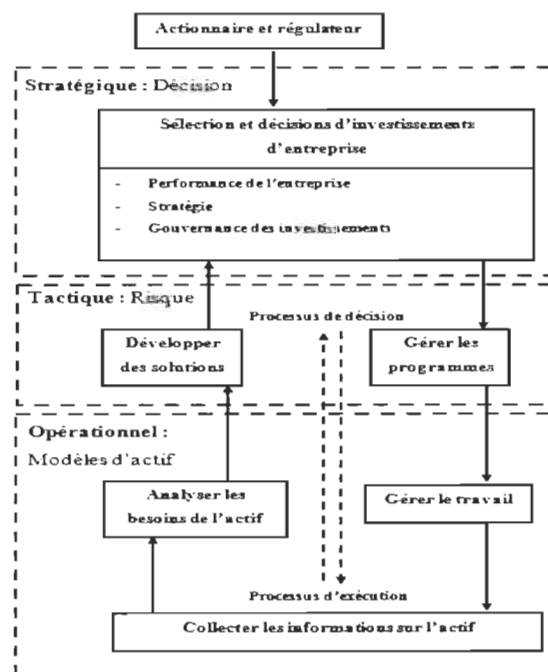 Actionnaire et régulateur
Stratégique : Décision
Sélection et décisions d'investissements
d'entreprise
- Performance de l'entreprise
- Stratégie
- Gouvernance des investissements
Tactique : Risque
Processus de décision
Développer
des solutions
Gérer les
programmes
Opérationnel :
Modèles d'actif
Analyser les
besoins de l'actif
Gérer le travail
Processus d'exécution
Collecter les informations sur l'actif